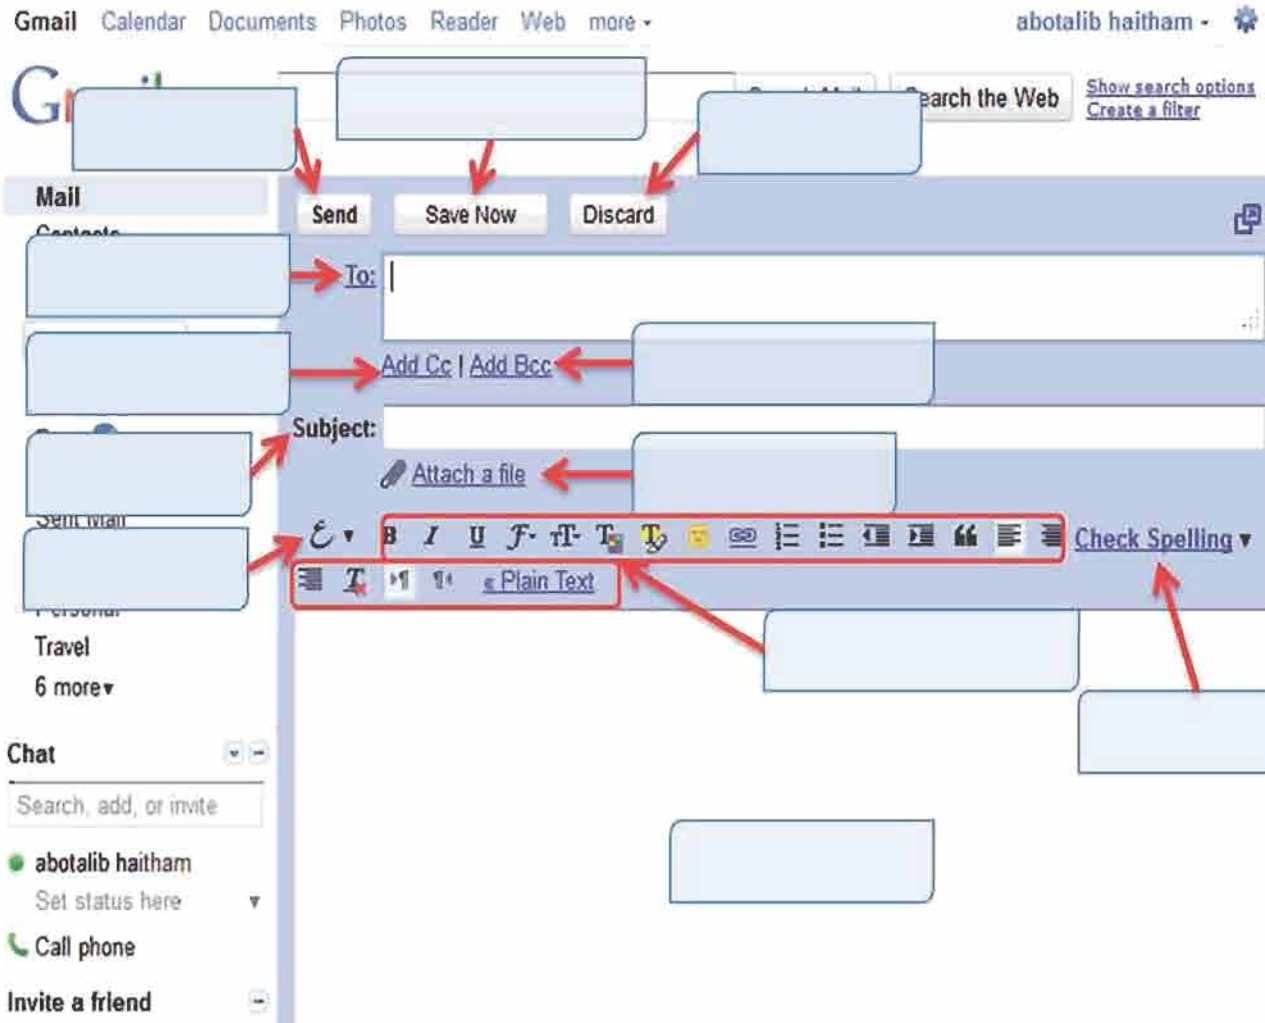 Gmail Calendar Documents Photos Reader Web more
abotalib haitham
Search the Web
Show search options
Create a filter
Mail
Send
Save Now
Discard
To:
Add Cc | Add Bcc
Subject:
Attach a file
B I U
Check Spelling
« Plain Text
Travel
6 more
Chat
Search, add, or invite
abotalib haitham
Set status here
Call phone
Invite a friend